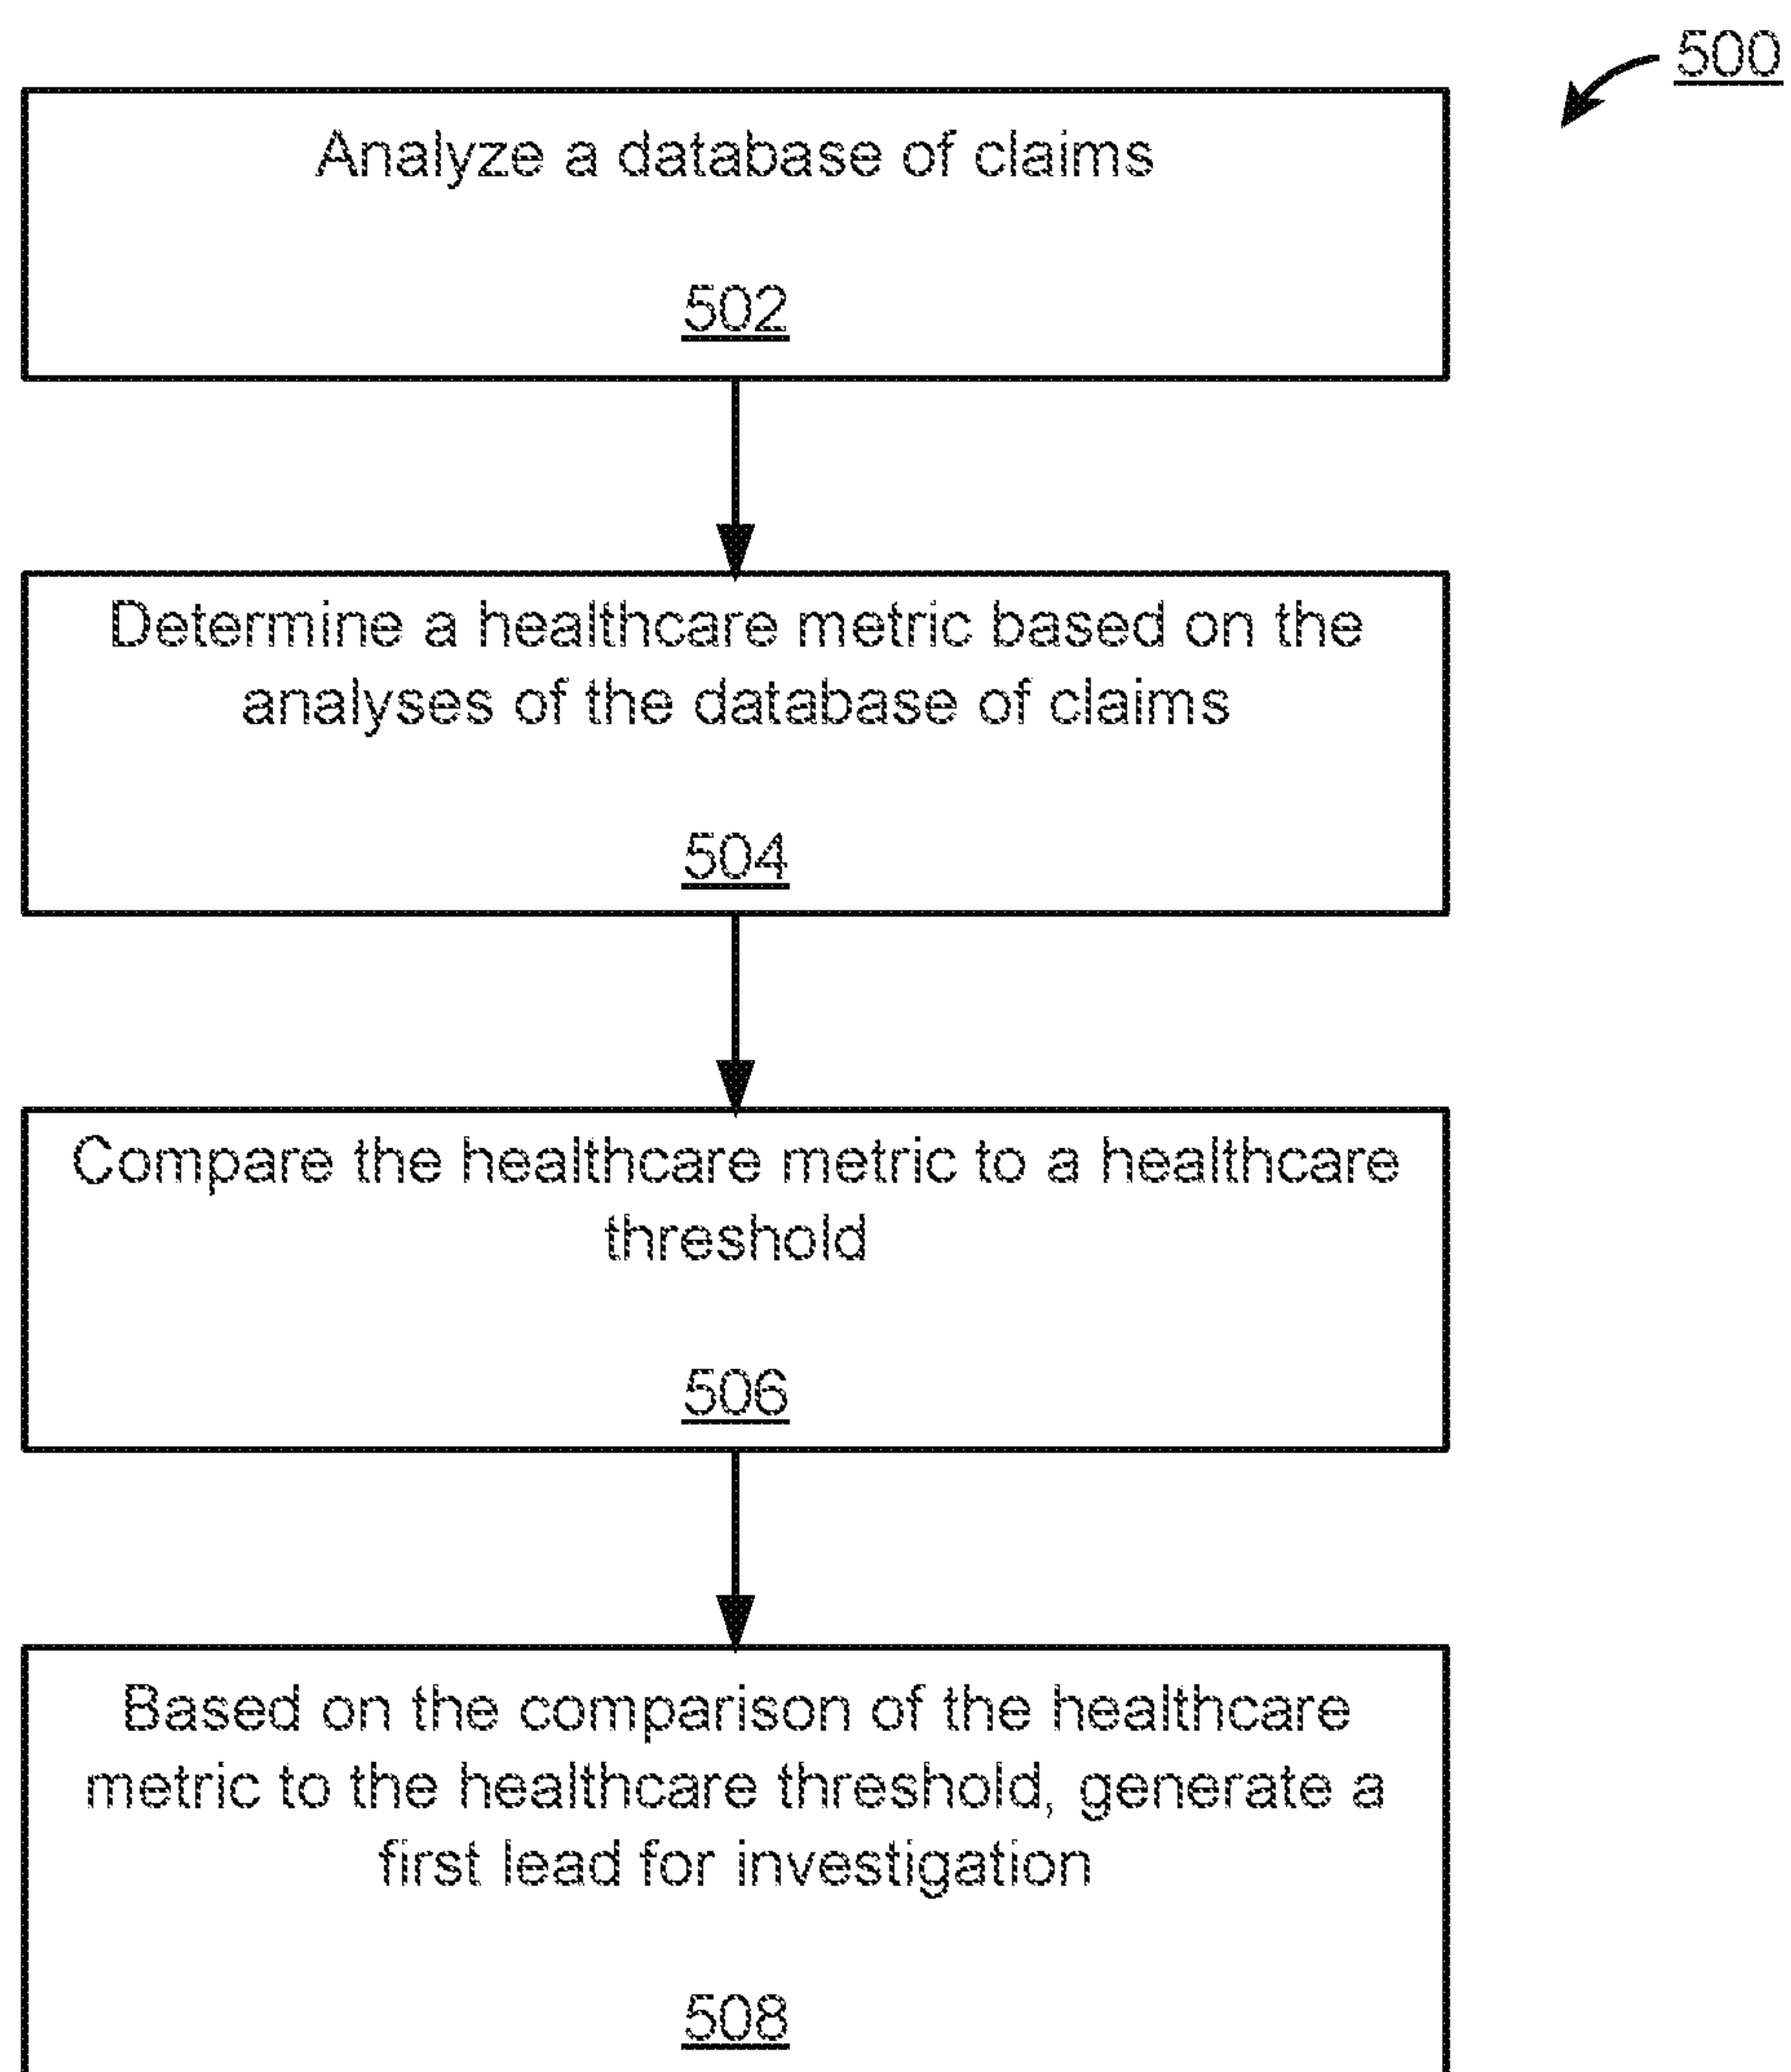 500
Analyze a database of claims
502
Determine a healthcare metric based on the
analyses of the database of claims
504
Compare the healthcare metric to a healthcare
threshold
506
Based on the comparison of the healthcare
metric to the healthcare threshold, generate a
first lead for investigation
508